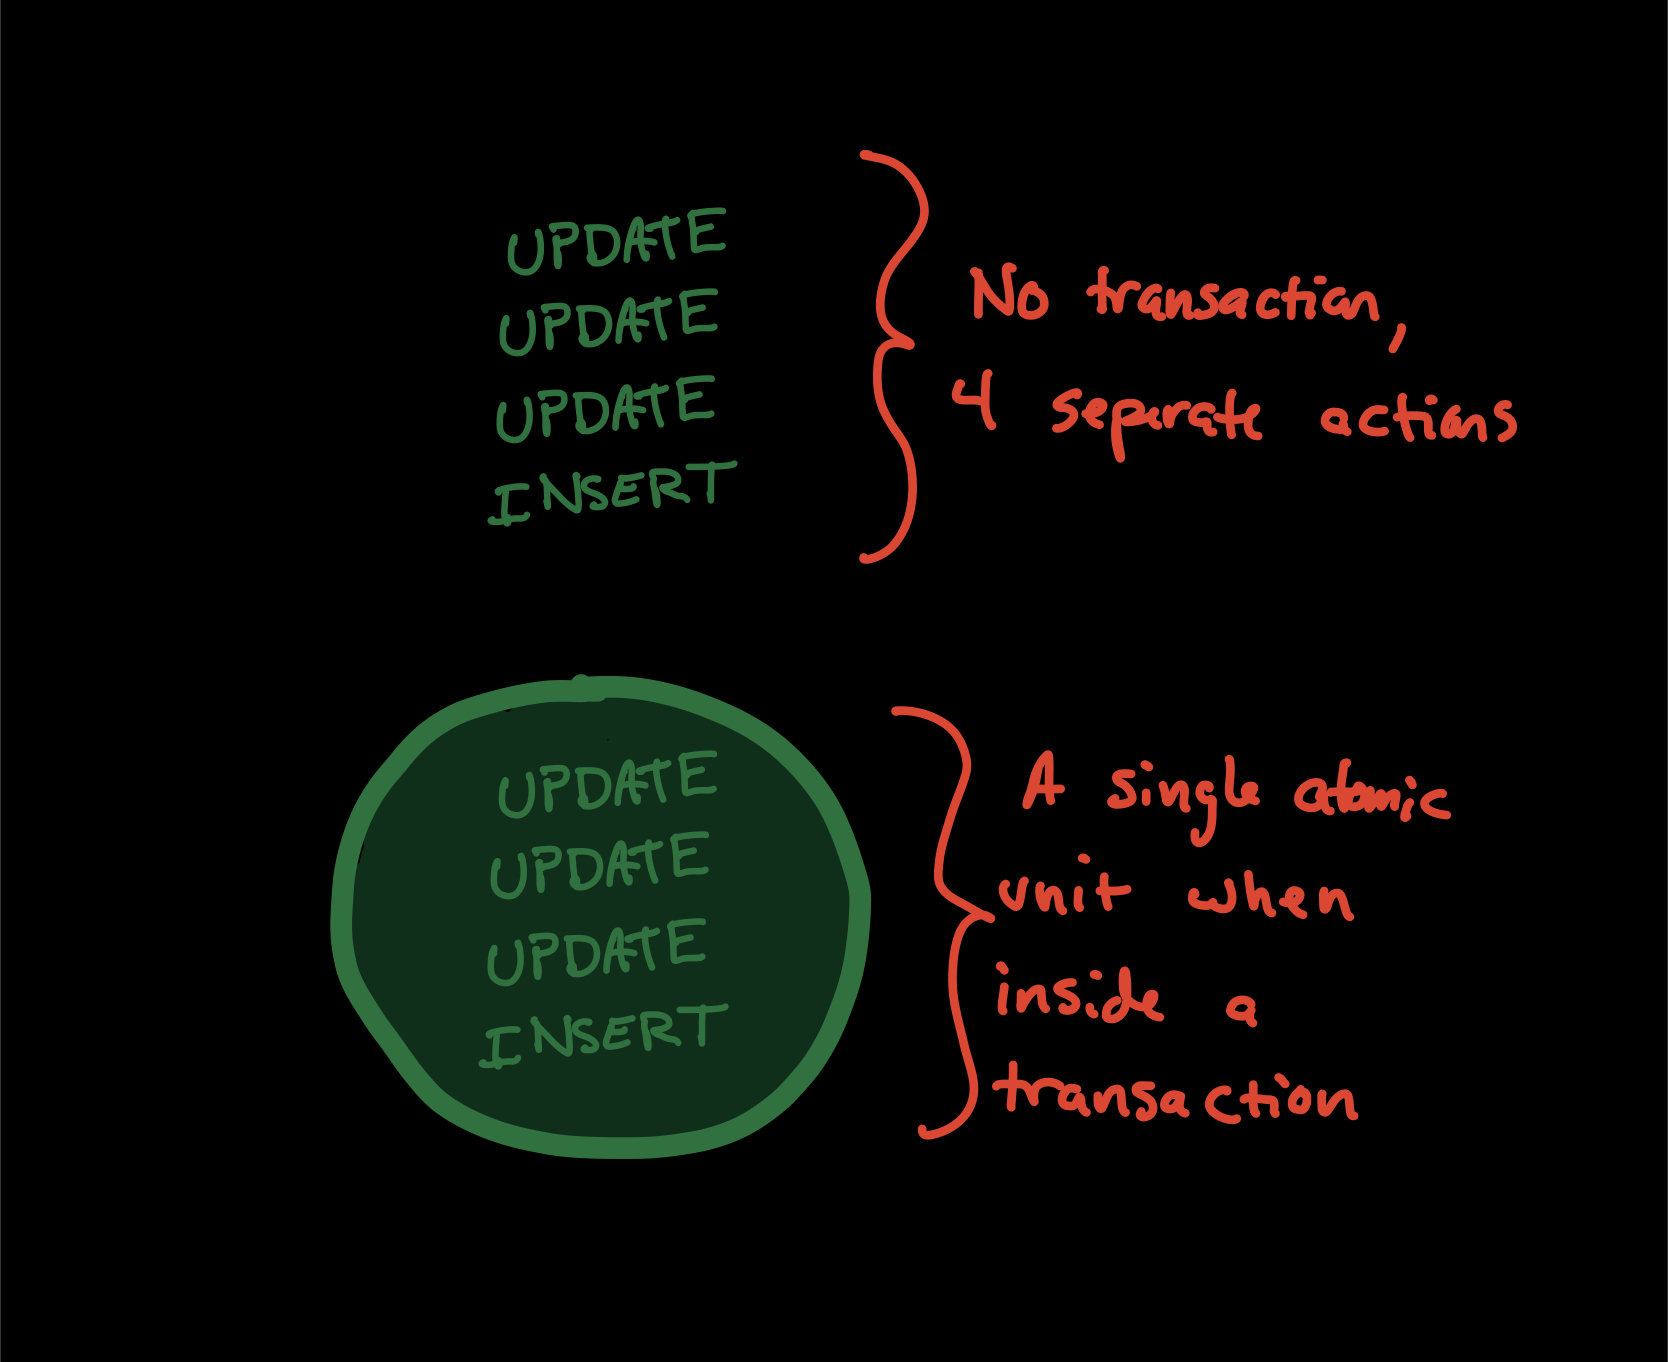 UPDATE
UPDATE
UPDATE
INSERT
No transaction,
4 separate actions
UPDATE
UPDATE
UPDATE
INSERT
A single atomic
unit when
inside a
transaction